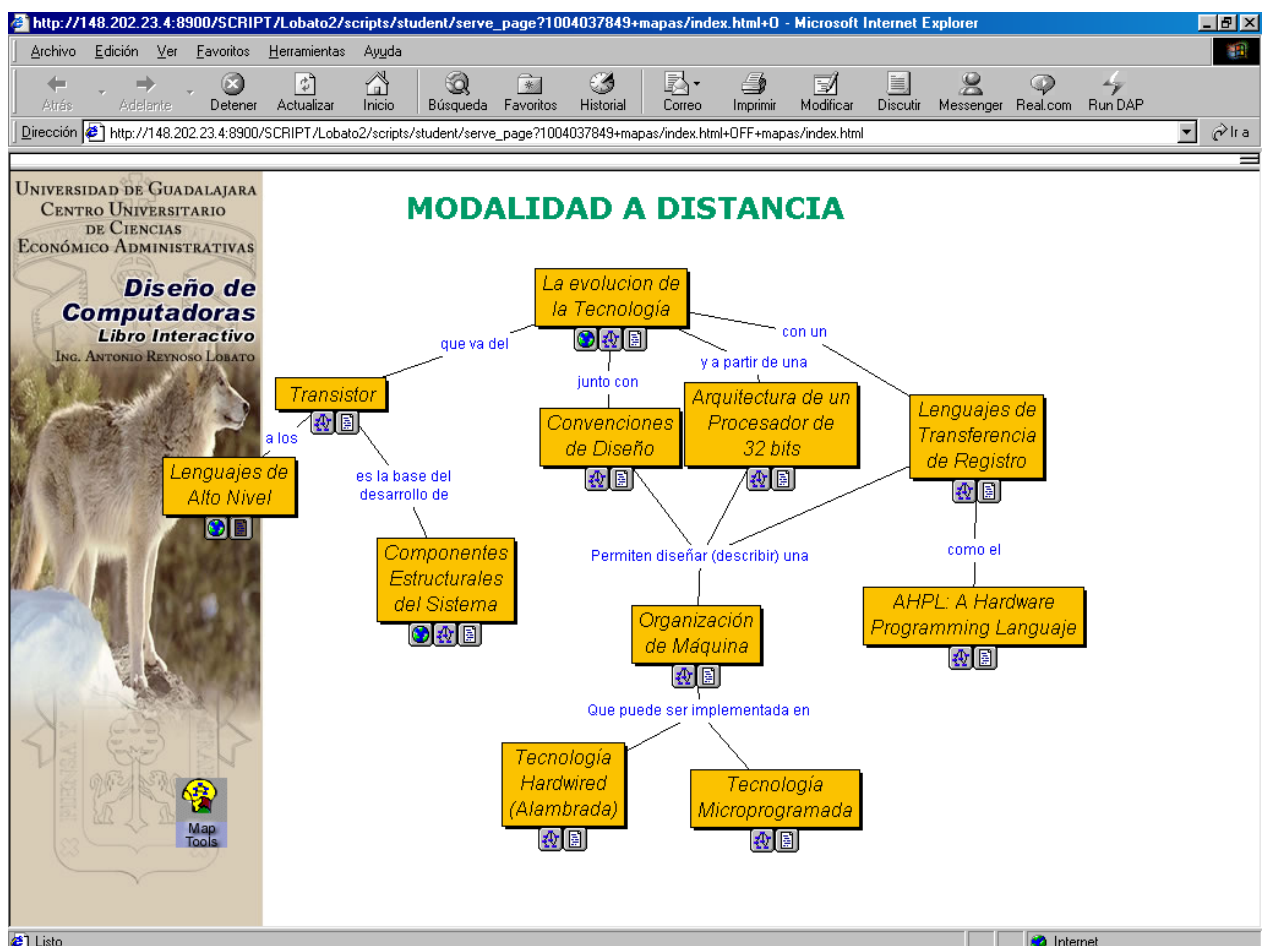 http://148.202.23.4:8900/SCRIPT/Lobato2/scripts/student/serve_page?1004037849+mapas/index.html+O - Microsoft Internet Explorer
Archivo Edición Ver Favoritos Herramientas Ayuda
Atrás Adelante Detener Actualizar Inicio Búsqueda Favoritos Historial Correo Imprimir Modificar Discutir Messenger Real.com Run DAP
Dirección http://148.202.23.4:8900/SCRIPT/Lobato2/scripts/student/serve_page?1004037849+mapas/index.html+OFF+mapas/index.html Ir a
UNIVERSIDAD DE GUADALAJARA
CENTRO UNIVERSITARIO
DE CIENCIAS
ECONÓMICO ADMINISTRATIVAS
Diseño de
Computadoras
Libro Interactivo
ING. ANTONIO REYNOSO LOBATO
MODALIDAD A DISTANCIA
La evolucion de
la Tecnología
que va del
junto con
y a partir de una
con un
Transistor
a los
Lenguajes de
Alto Nivel
es la base del
desarrollo de
Componentes
Estructurales
del Sistema
Convenciones
de Diseño
Arquitectura de un
Procesador de
32 bits
Lenguajes de
Transferencia
de Registro
Permiten diseñar (describir) una
como el
AHPL: A Hardware
Programming Languaje
Organización
de Máquina
Que puede ser implementada en
Tecnología
Hardwired
(Alambrada)
Tecnología
Microprogramada
Map
Tools
Listo
Internet